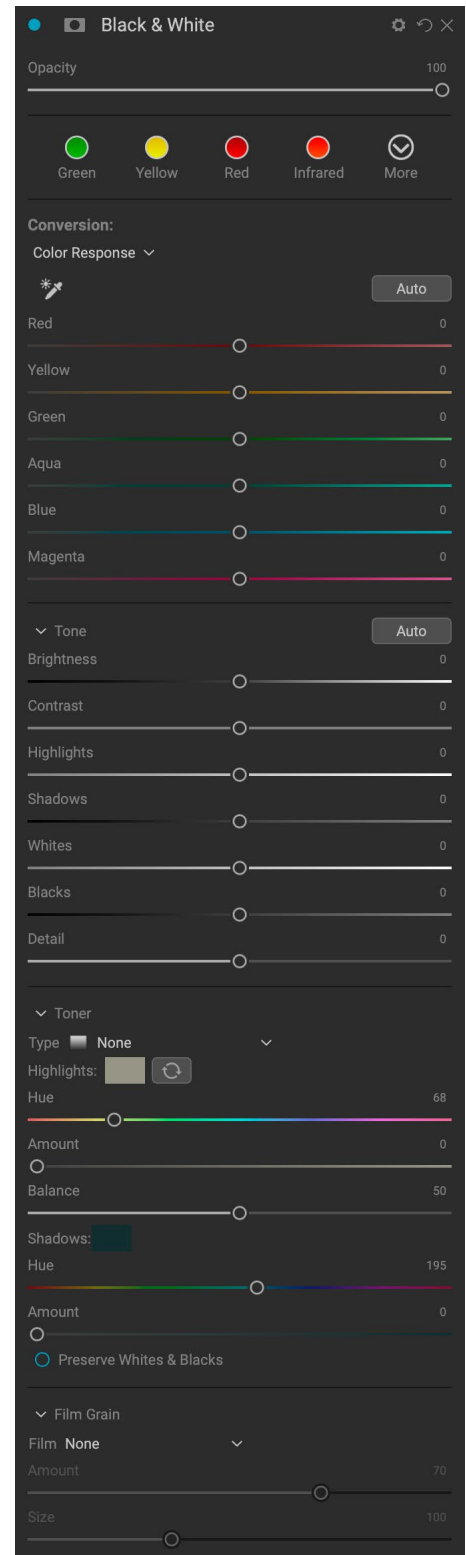 Black & White
Opacity 100
Green Yellow Red Infrared More
Conversion:
Color Response
Auto
Red 0
Yellow 0
Green 0
Aqua 0
Blue 0
Magenta 0
Tone Auto
Brightness 0
Contrast 0
Highlights 0
Shadows 0
Whites 0
Blacks 0
Detail 0
Toner
Type None
Highlights:
Hue 68
Amount 0
Balance 50
Shadows:
Hue 195
Amount 0
Preserve Whites & Blacks
Film Grain
Film None
Amount 70
Size 100